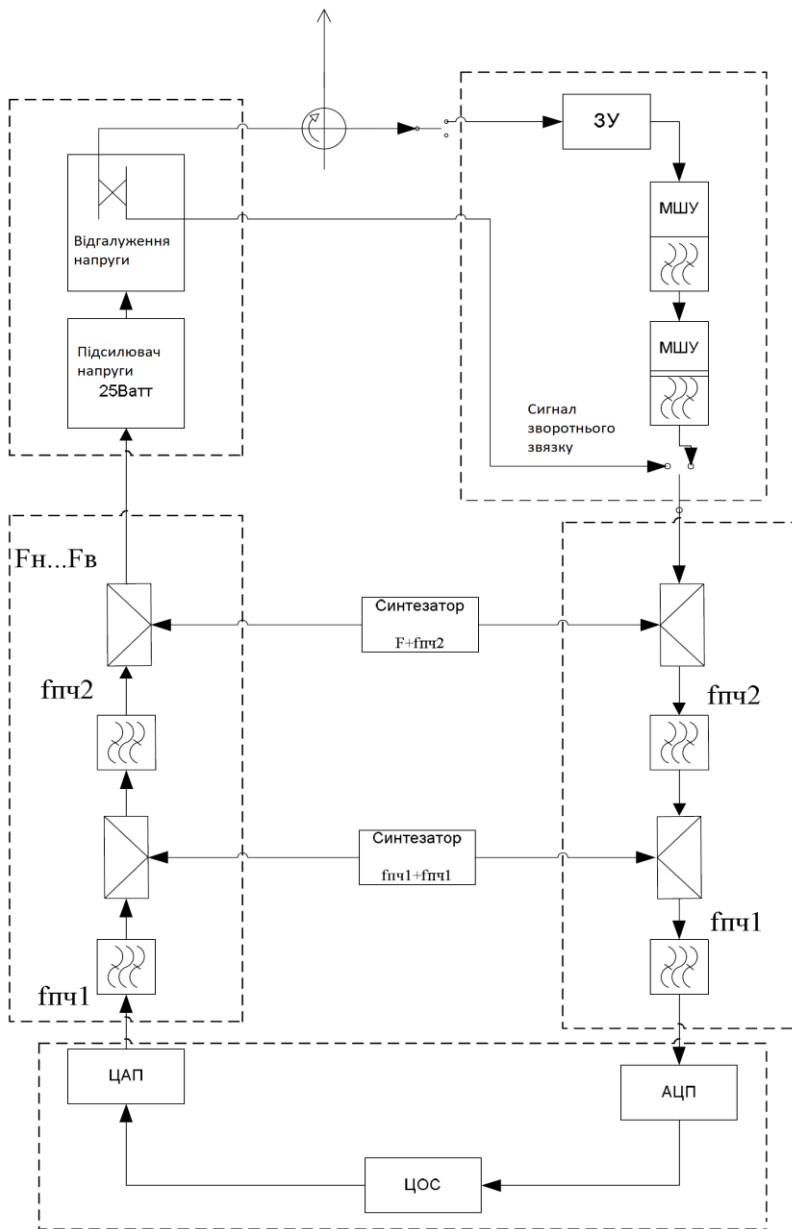 ЗУ
МШУ
Відгалуження
напруги
МШУ
Підсилювач
напруги
25Ватт
Сигнал
зворотнього
звязку
Fн...Fв
Синтезатор
F+fпч2
fпч2
fпч2
Синтезатор
fпч1+fпч1
fпч1
fпч1
ЦАП
АЦП
ЦОС